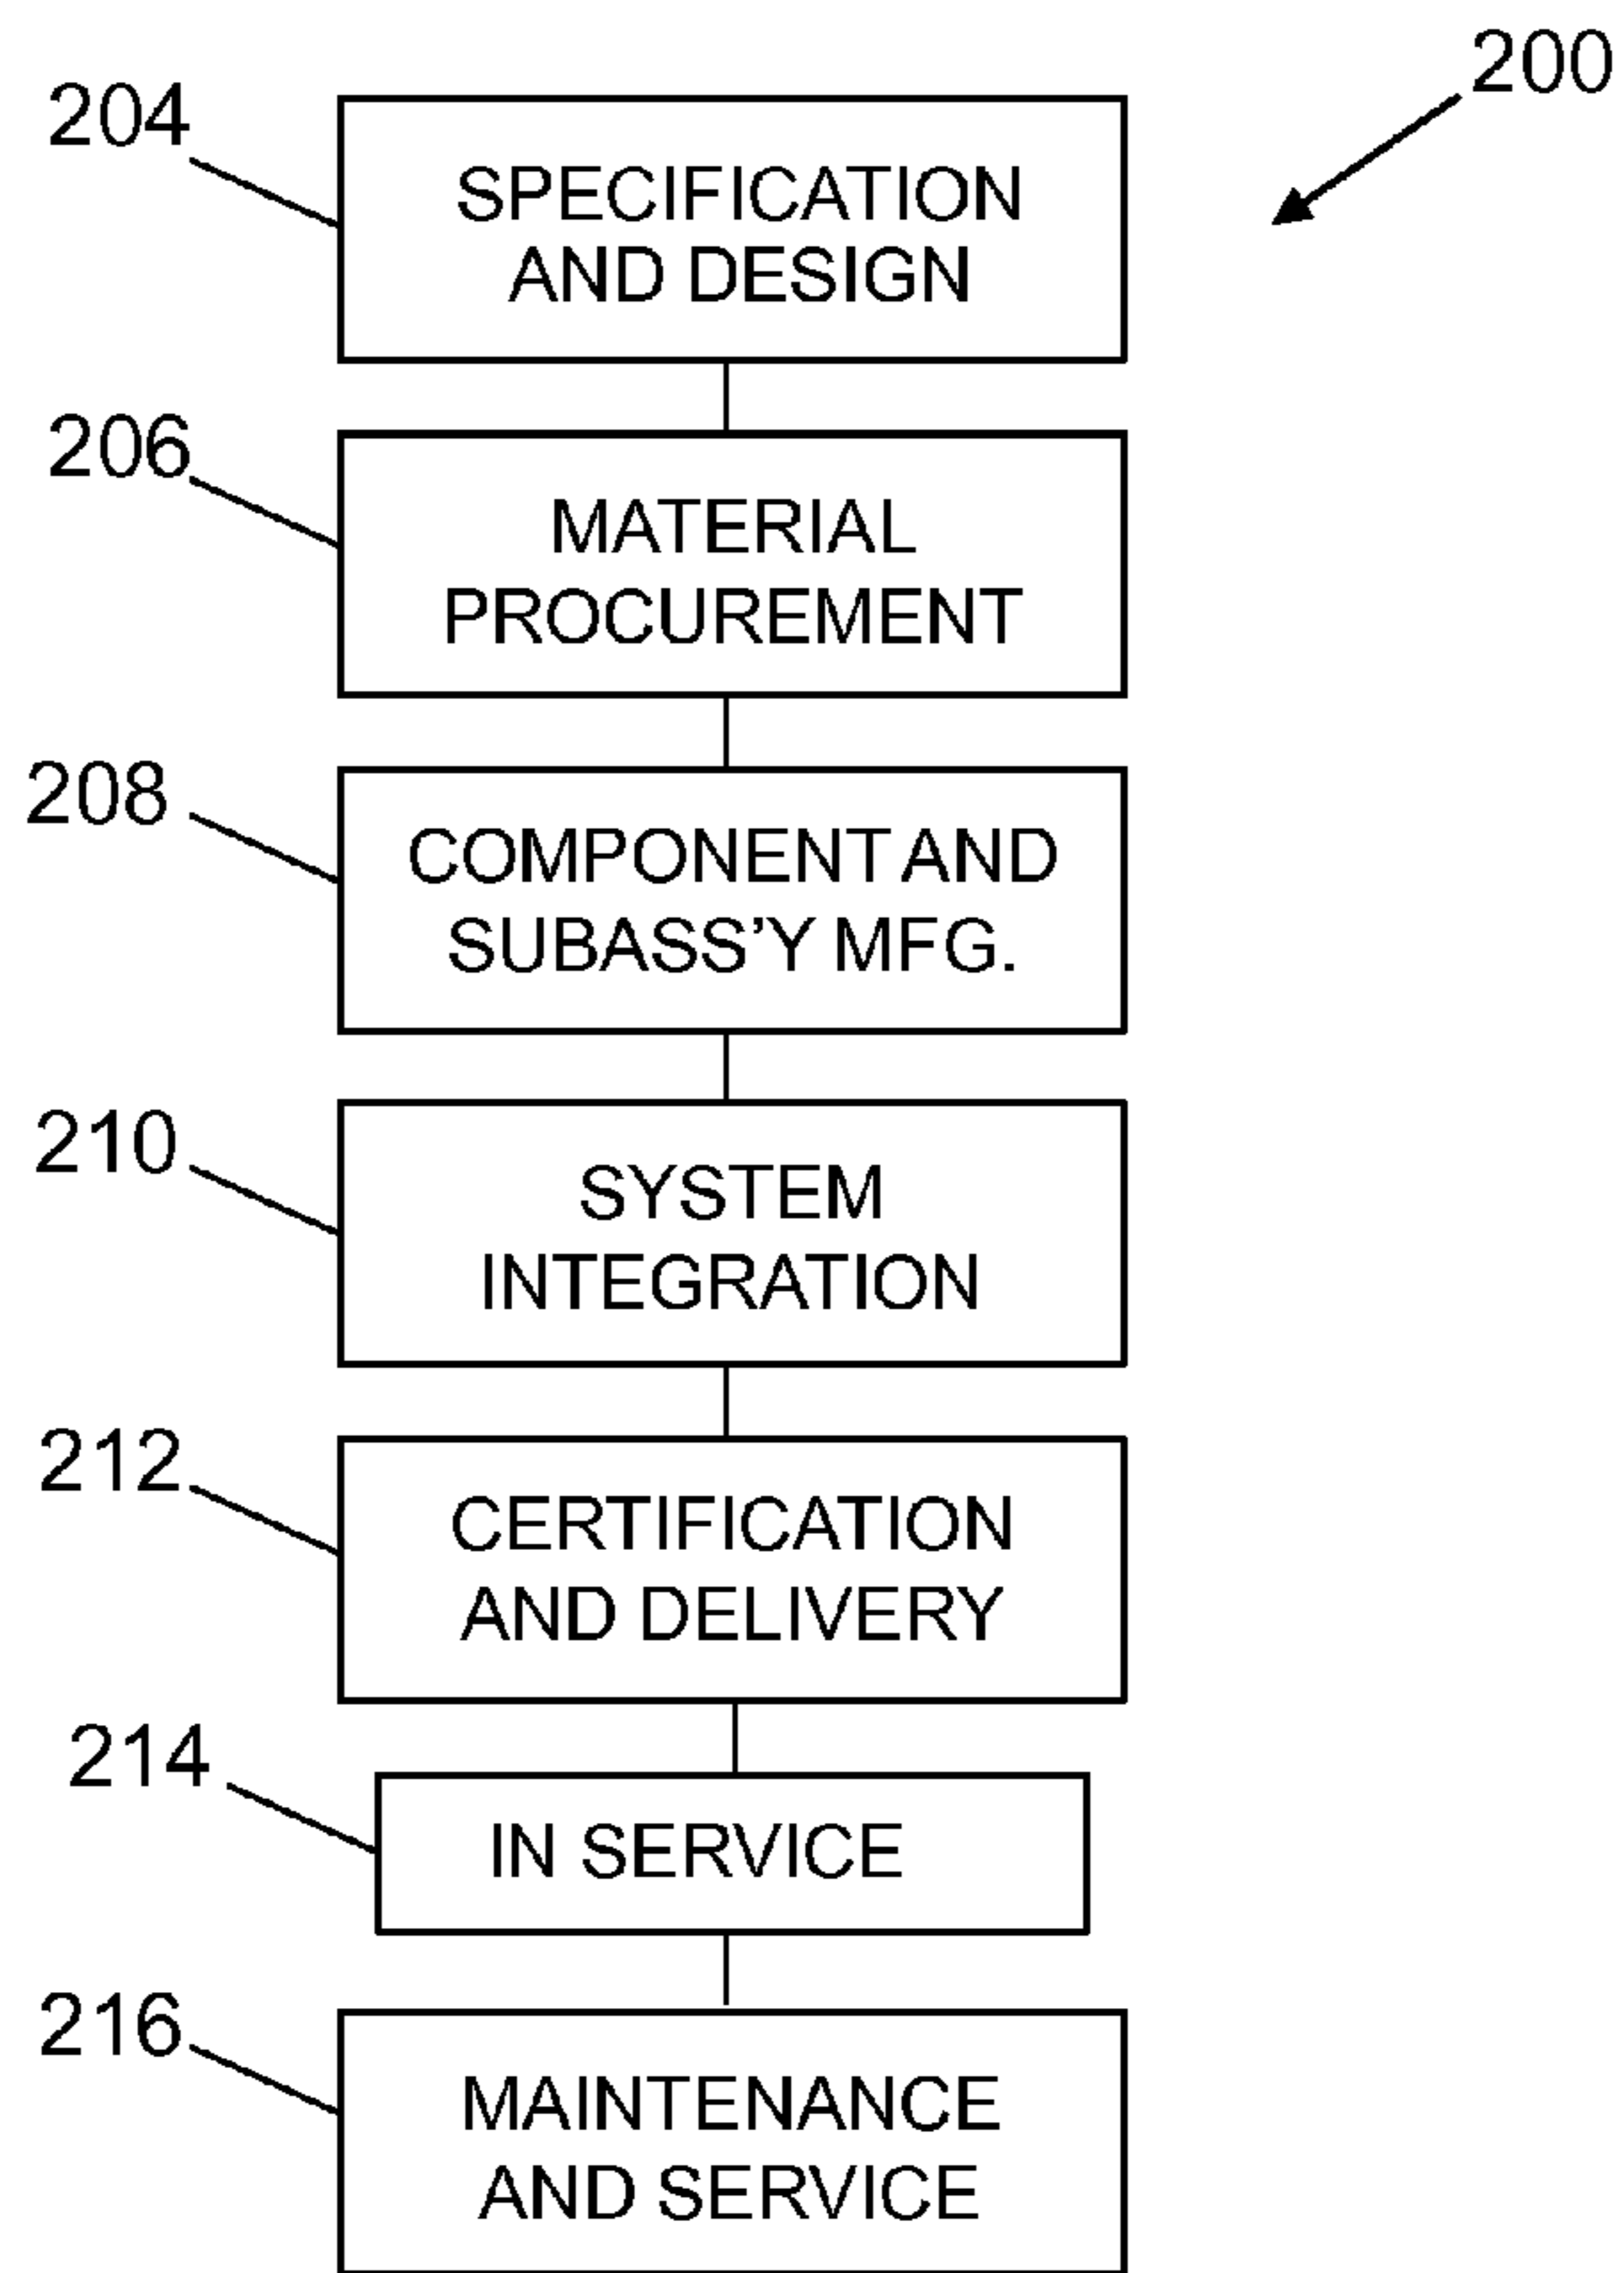 200
204
SPECIFICATION
AND DESIGN
206
MATERIAL
PROCUREMENT
208
COMPONENT AND
SUBASS’Y MFG.
210
SYSTEM
INTEGRATION
212
CERTIFICATION
AND DELIVERY
214
IN SERVICE
216
MAINTENANCE
AND SERVICE